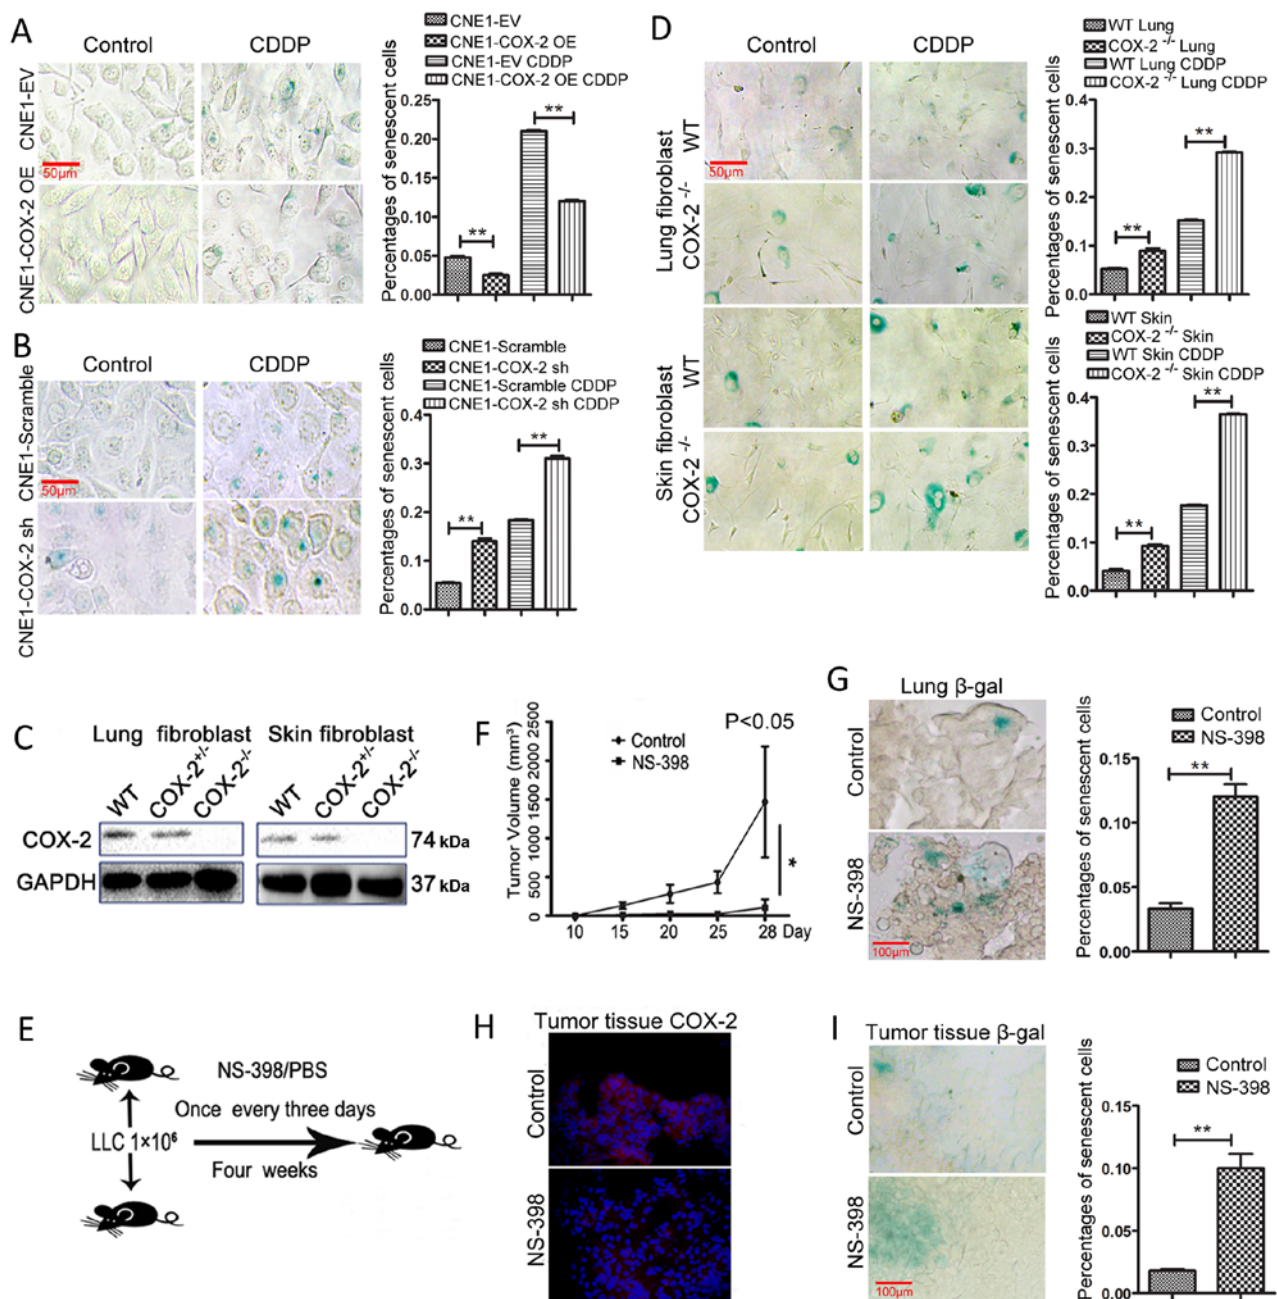 A
Control
CDDP
CNE1-EV
CNE1-COX-2 OE
50μm
CNE1-EV
CNE1-COX-2 OE
CNE1-EV CDDP
CNE1-COX-2 OE CDDP
Percentages of senescent cells
0.25
0.20
0.15
0.10
0.05
0.00
**
**
B
Control
CDDP
CNE1-Scramble
CNE1-COX-2 sh
50μm
CNE1-Scramble
CNE1-COX-2 sh
CNE1-Scramble CDDP
CNE1-COX-2 sh CDDP
Percentages of senescent cells
0.4
0.3
0.2
0.1
0.0
**
**
D
Control
CDDP
Lung fibroblast
WT
COX-2 -/-
Skin fibroblast
WT
COX-2 -/-
50μm
WT Lung
COX-2 -/- Lung
WT Lung CDDP
COX-2 -/- Lung CDDP
Percentages of senescent cells
0.4
0.3
0.2
0.1
0.0
**
**
WT Skin
COX-2 -/- Skin
WT Skin CDDP
COX-2 -/- Skin CDDP
Percentages of senescent cells
0.4
0.3
0.2
0.1
0.0
**
**
C
Lung fibroblast
Skin fibroblast
WT
COX-2+/-
COX-2-/-
WT
COX-2+/-
COX-2-/-
COX-2
74 kDa
GAPDH
37 kDa
F
Tumor Volume (mm³)
2500
2000
1500
1000
500
0
Control
NS-398
P<0.05
*
10 15 20 25 28 Day
G
Lung β-gal
Control
NS-398
100μm
Control
NS-398
Percentages of senescent cells
0.15
0.10
0.05
0.00
**
E
NS-398/PBS
Once every three days
LLC 1×10⁶
Four weeks
H
Tumor tissue COX-2
Control
NS-398
I
Tumor tissue β-gal
Control
NS-398
100μm
Control
NS-398
Percentages of senescent cells
0.15
0.10
0.05
0.00
**